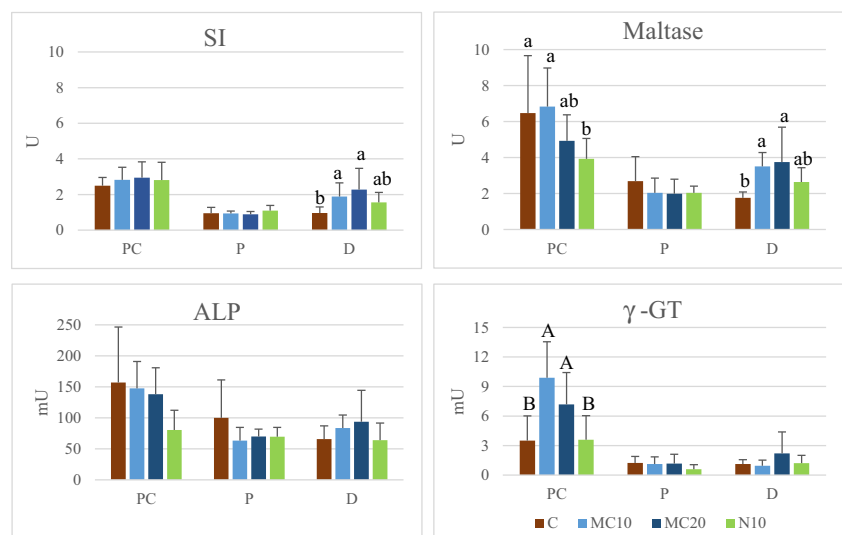 SI
10
8
6
4
2
0
U
b
a
a
ab
PC P D
Maltase
10
8
6
4
2
0
U
a
a
ab
b
b
a
a
ab
PC P D
ALP
250
200
150
100
50
0
mU
PC P D
γ -GT
15
12
9
6
3
0
mU
B
A
A
B
PC P D
C MC10 MC20 N10